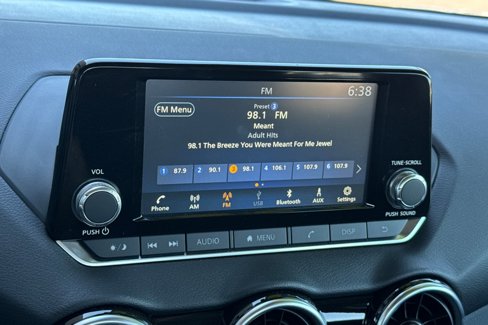 FM
6:38
FM Menu
Preset 3
98.1 FM
Meant
Adult Hits
98.1 The Breeze You Were Meant For Me Jewel
1 87.9 2 90.1 3 98.1 4 106.1 5 107.9 6 107.9
Phone AM FM USB Bluetooth AUX Settings
VOL
PUSH
TUNE·SCROLL
PUSH SOUND
AUDIO MENU DISP